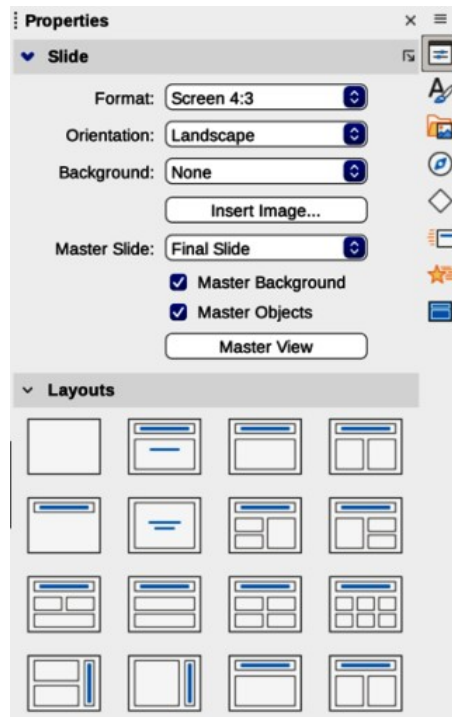 Properties
Slide
Format: Screen 4:3
Orientation: Landscape
Background: None
Insert Image...
Master Slide: Final Slide
Master Background
Master Objects
Master View
Layouts